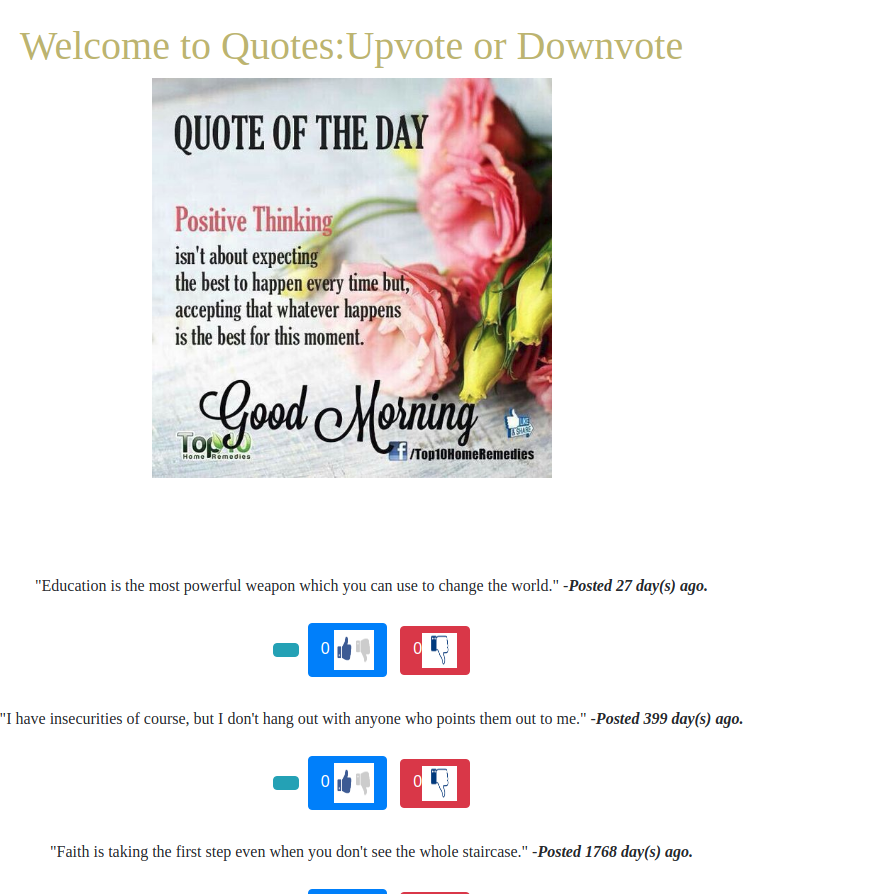 Welcome to Quotes:Upvote or Downvote
QUOTE OF THE DAY
Positive Thinking
isn't about expecting
the best to happen every time but,
accepting that whatever happens
is the best for this moment.
Good Morning
LIKE
& SHARE
Top10
Home Remedies
/Top10HomeRemedies
"Education is the most powerful weapon which you can use to change the world." -Posted 27 day(s) ago.
0 0
"I have insecurities of course, but I don't hang out with anyone who points them out to me." -Posted 399 day(s) ago.
0 0
"Faith is taking the first step even when you don't see the whole staircase." -Posted 1768 day(s) ago.